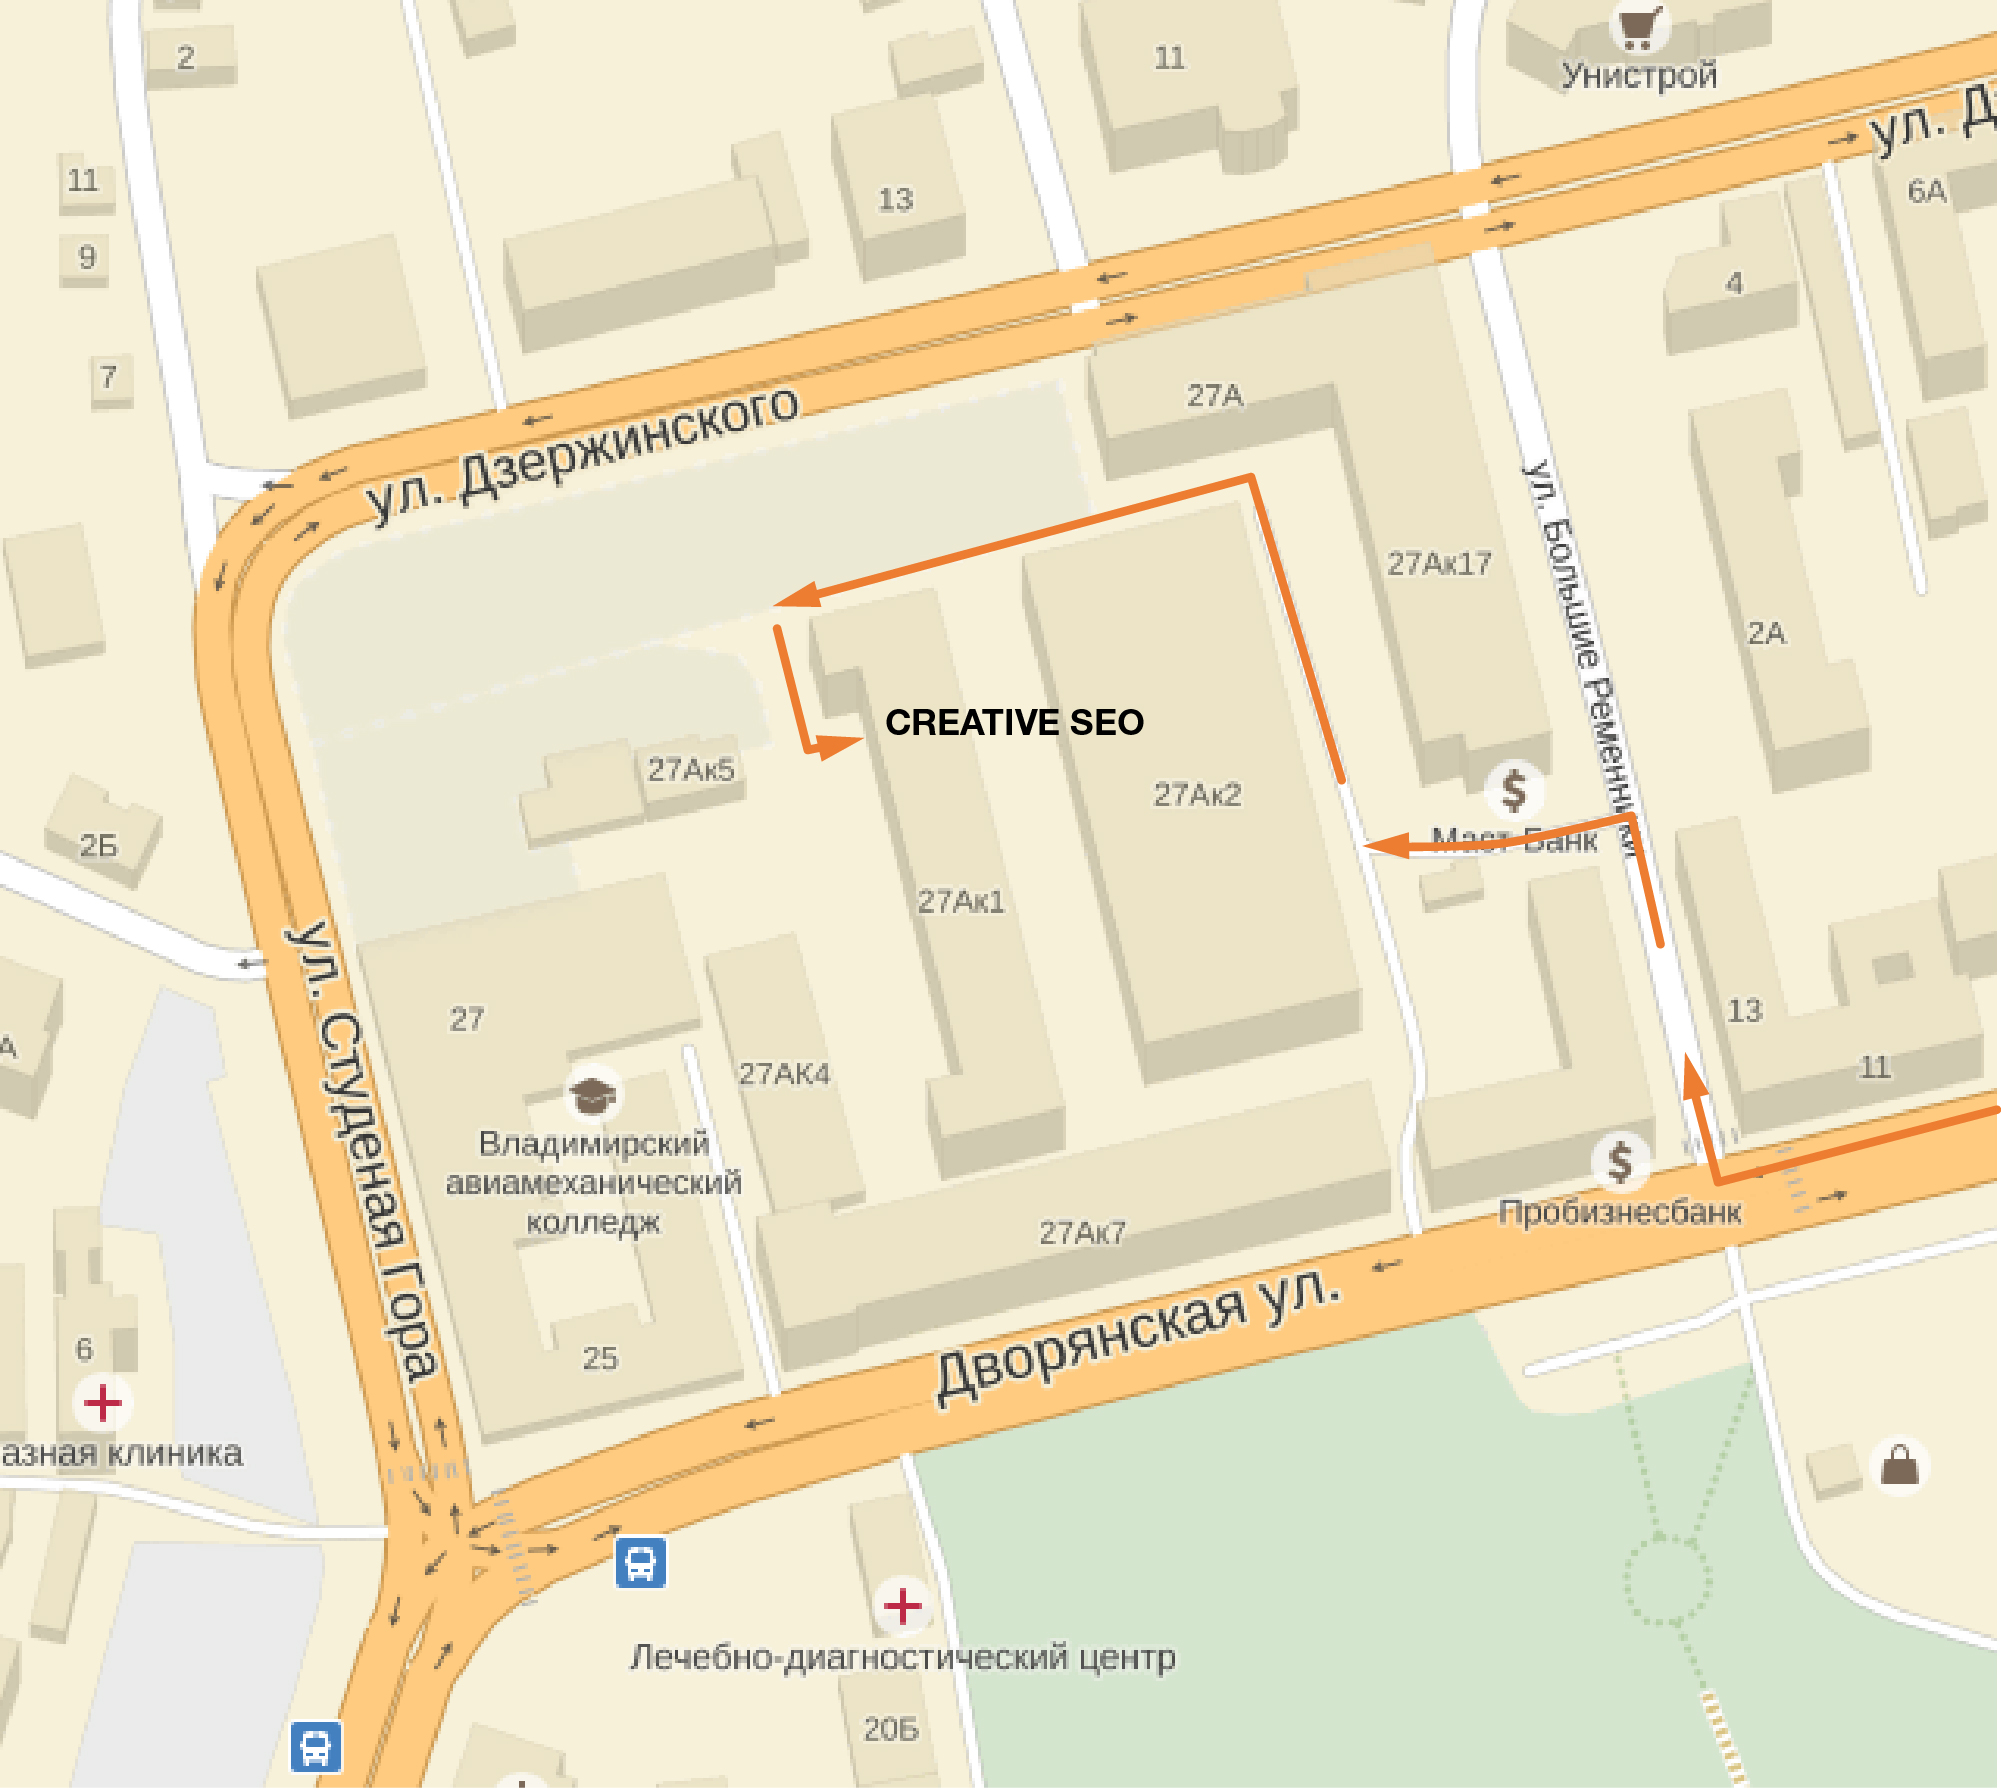 2
11
Унистрой
ул. Д
11
13
6А
9
4
7
27А
ул. Дзержинского
27Ак17
ул. Большие Ременники
2А
CREATIVE SEO
27Ак5
27Ак2
Маст-Банк
2Б
27Ак1
ул. Студеная Гора
27
13
А
11
27АК4
Владимирский
авиамеханический
колледж
Пробизнесбанк
27Ак7
Дворянская ул.
6
25
азная клиника
Лечебно-диагностический центр
20Б